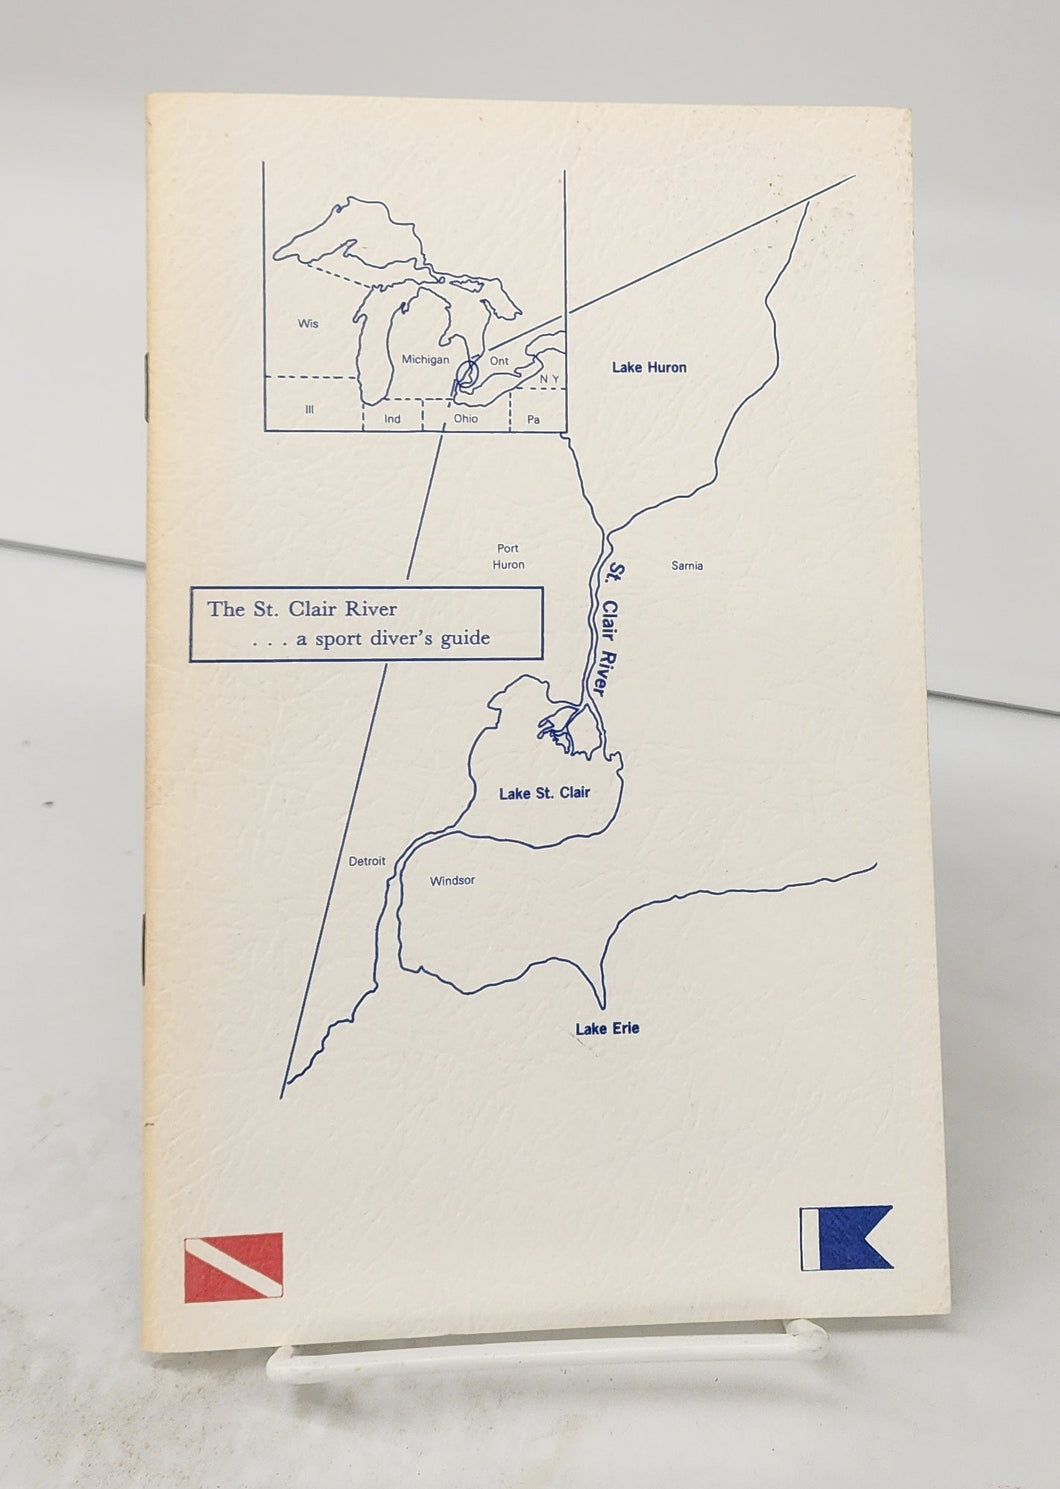 Wis
Michigan
Ont
N Y
Ill
Ind
Ohio
Pa
Lake Huron
Port
Huron
Sarnia
St. Clair River
The St. Clair River
. . . a sport diver's guide
Lake St. Clair
Detroit
Windsor
Lake Erie